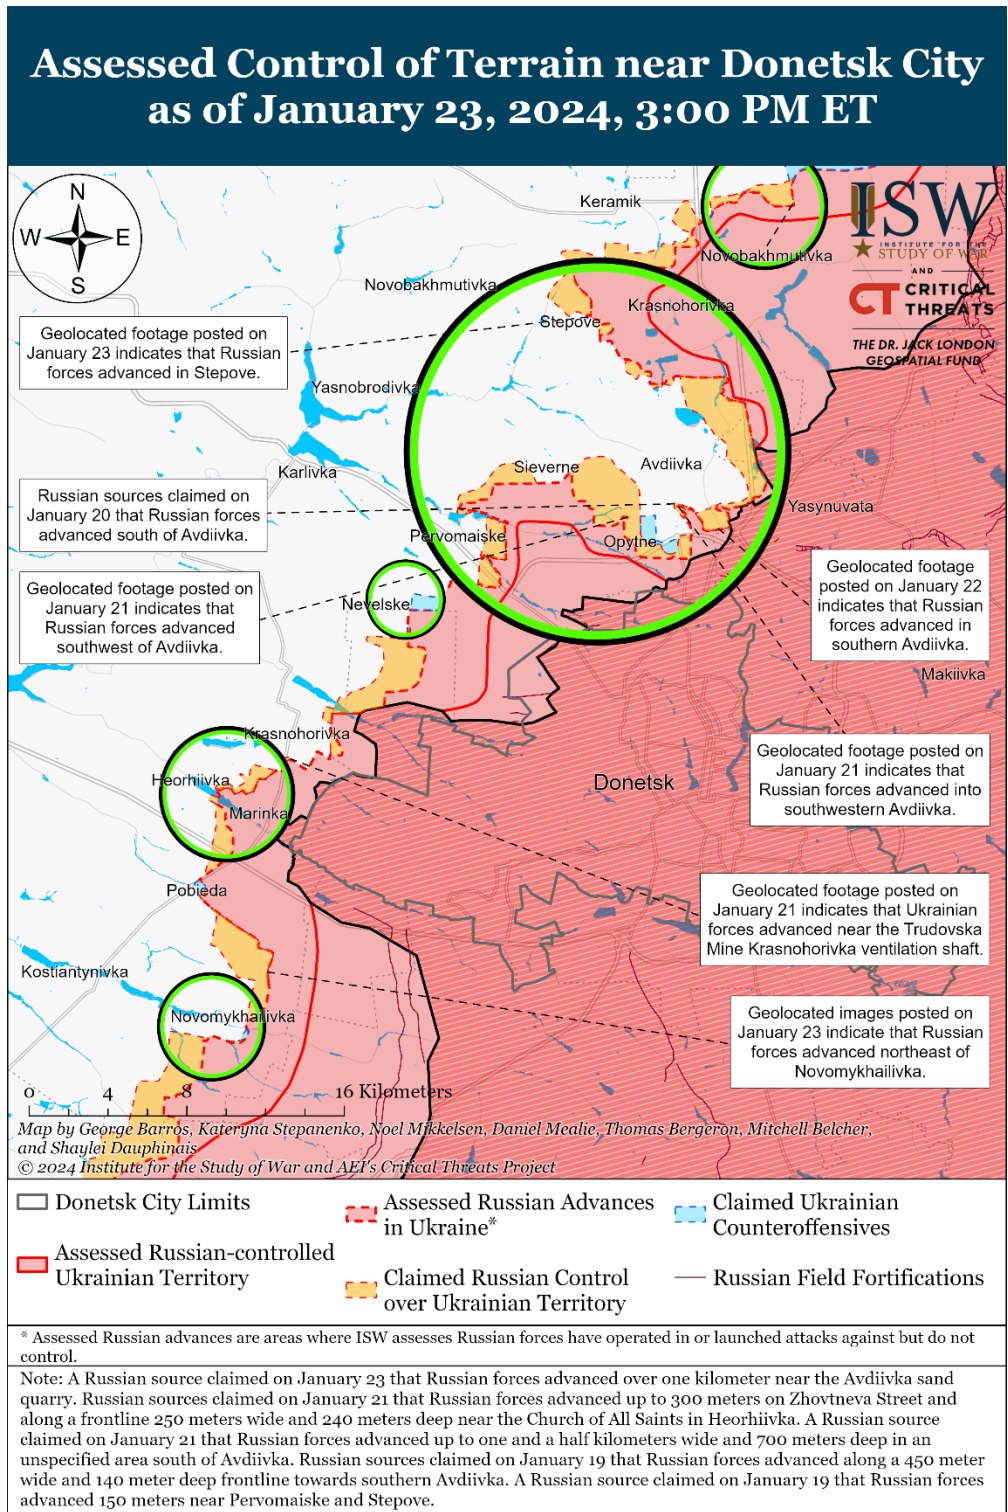 Assessed Control of Terrain near Donetsk City
as of January 23, 2024, 3:00 PM ET
N
W
E
S
Keramik
ISW
INSTITUTE FOR THE
STUDY OF WAR
AND
CT CRITICAL
THREATS
THE DR. JACK LONDON
GEOSPATIAL FUND
Novobakhmutivka
Novobakhmutivka
Krasnohorivka
Stepove
Geolocated footage posted on
January 23 indicates that Russian
forces advanced in Stepove.
Yasnobrodivka
Karlivka
Sieverne
Avdiivka
Russian sources claimed on
January 20 that Russian forces
advanced south of Avdiivka.
Yasynuvata
Pervomaiske
Opytne
Geolocated footage
posted on January 22
indicates that Russian
forces advanced in
southern Avdiivka.
Geolocated footage posted on
January 21 indicates that
Russian forces advanced
southwest of Avdiivka.
Nevelske
Makiivka
Krasnohorivka
Geolocated footage posted on
January 21 indicates that
Russian forces advanced into
southwestern Avdiivka.
Heorhiivka
Donetsk
Marinka
Pobieda
Geolocated footage posted on
January 21 indicates that Ukrainian
forces advanced near the Trudovska
Mine Krasnohorivka ventilation shaft.
Kostiantynivka
Novomykhailivka
Geolocated images posted on
January 23 indicate that Russian
forces advanced northeast of
Novomykhailivka.
0 4 8 16 Kilometers
Map by George Barros, Kateryna Stepanenko, Noel Mikkelsen, Daniel Mealie, Thomas Bergeron, Mitchell Belcher,
and Shaylei Dauphinais
© 2024 Institute for the Study of War and AEI's Critical Threats Project
Donetsk City Limits
Assessed Russian-controlled
Ukrainian Territory
Assessed Russian Advances
in Ukraine*
Claimed Russian Control
over Ukrainian Territory
Claimed Ukrainian
Counteroffensives
Russian Field Fortifications
* Assessed Russian advances are areas where ISW assesses Russian forces have operated in or launched attacks against but do not
control.
Note: A Russian source claimed on January 23 that Russian forces advanced over one kilometer near the Avdiivka sand
quarry. Russian sources claimed on January 21 that Russian forces advanced up to 300 meters on Zhovtneva Street and
along a frontline 250 meters wide and 240 meters deep near the Church of All Saints in Heorhiivka. A Russian source
claimed on January 21 that Russian forces advanced up to one and a half kilometers wide and 700 meters deep in an
unspecified area south of Avdiivka. Russian sources claimed on January 19 that Russian forces advanced along a 450 meter
wide and 140 meter deep frontline towards southern Avdiivka. A Russian source claimed on January 19 that Russian forces
advanced 150 meters near Pervomaiske and Stepove.